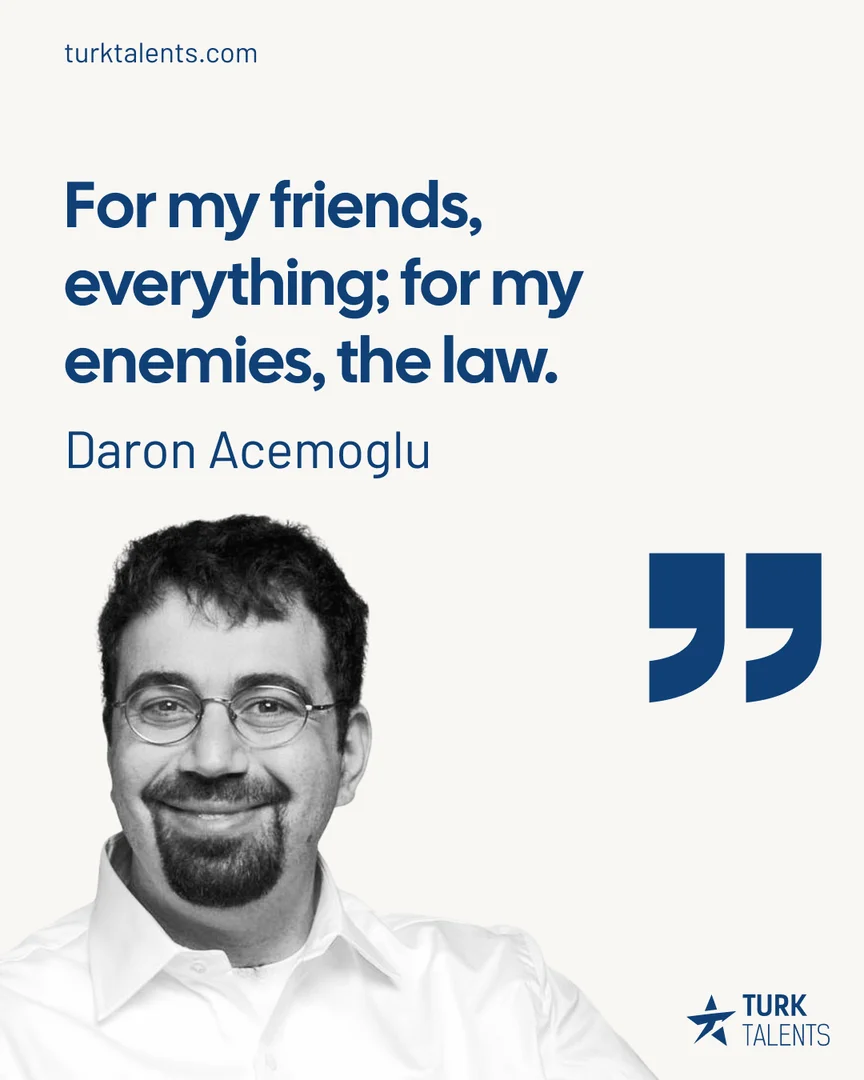 turktalents.com
For my friends,
everything; for my
enemies, the law.
Daron Acemoglu
TURK
TALENTS